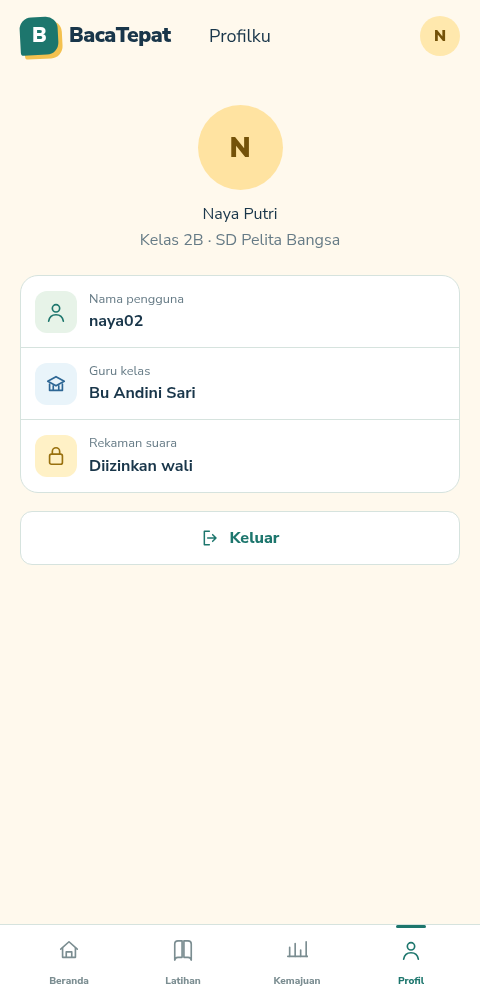 B BacaTepat Profilku N
N
Naya Putri
Kelas 2B · SD Pelita Bangsa
Nama pengguna
naya02
Guru kelas
Bu Andini Sari
Rekaman suara
Diizinkan wali
Keluar
Beranda Latihan Kemajuan Profil